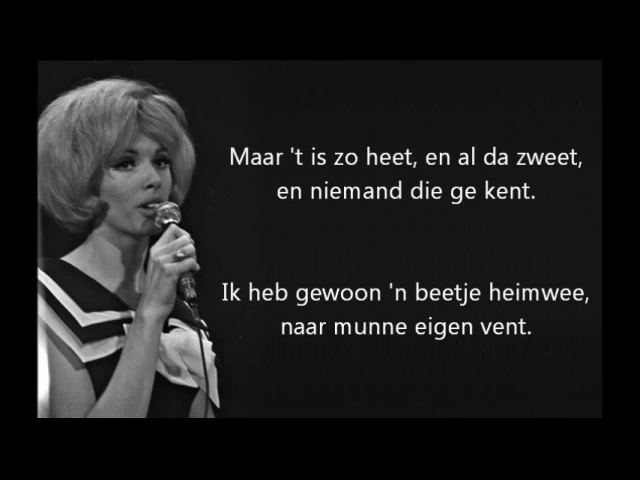 Maar 't is zo heet, en al da zweet,
en niemand die ge kent.
Ik heb gewoon 'n beetje heimwee,
naar munne eigen vent.